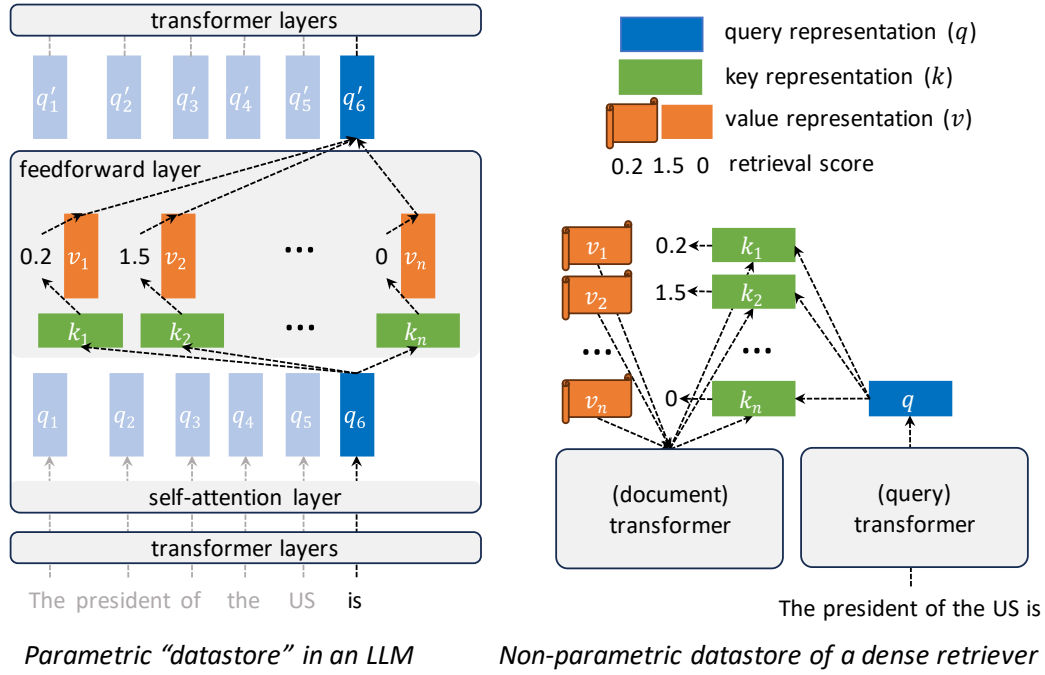 transformer layers
q′₁ q′₂ q′₃ q′₄ q′₅ q′₆
feedforward layer
0.2 v₁ 1.5 v₂ ... 0 vₙ
k₁ k₂ ... kₙ
q₁ q₂ q₃ q₄ q₅ q₆
self-attention layer
transformer layers
The president of the US is
Parametric “datastore” in an LLM
query representation (q)
key representation (k)
value representation (v)
0.2 1.5 0 retrieval score
v₁ 0.2 k₁
v₂ 1.5 k₂
... ...
vₙ 0 kₙ q
(document)
transformer
(query)
transformer
The president of the US is
Non-parametric datastore of a dense retriever